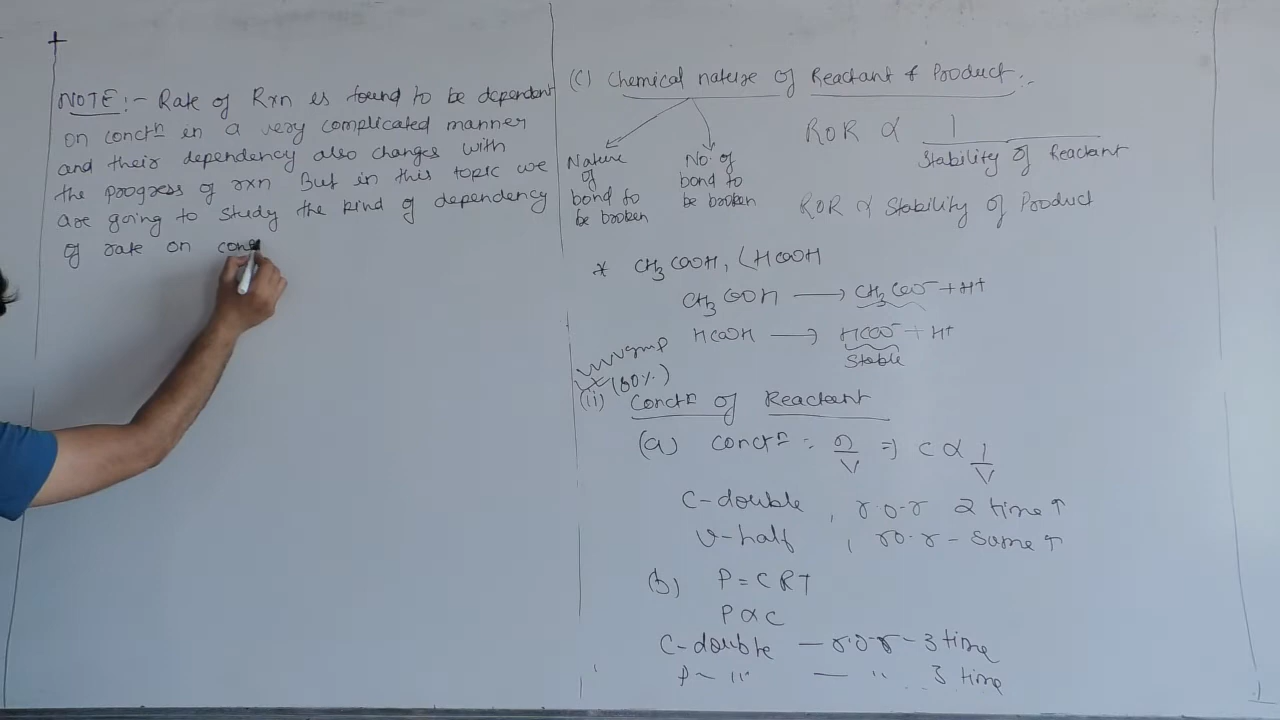 NOTE:- Rate of Rxn is found to be dependent
on conctⁿ in a very complicated manner
and their dependency also changes with
the progress of rxn But in this topic we
are going to study the kind of dependency
of rate on conc
(C) Chemical nature of Reactant & Product:-
Nature
of
bond to
be broken
No. of
bond to
be broken
ROR ∝ 1
Stability of Reactant
ROR ∝ Stability of Product
* CH₃COOH, HCOOH
CH₃COOH ⟶ CH₃COO⁻ + H⁺
HCOOH ⟶ HCOO⁻ + H⁺
Stable
(ii) Conctⁿ of Reactant
(a) conctⁿ = n/V ⇒ C ∝ 1/V
C-double, r.o.r 2 time ↑
V-half, r.o.r - same ↑
(b) P = CRT
P ∝ C
C-double — r.o.r - 3 time
P - ,, — ,, 3 time